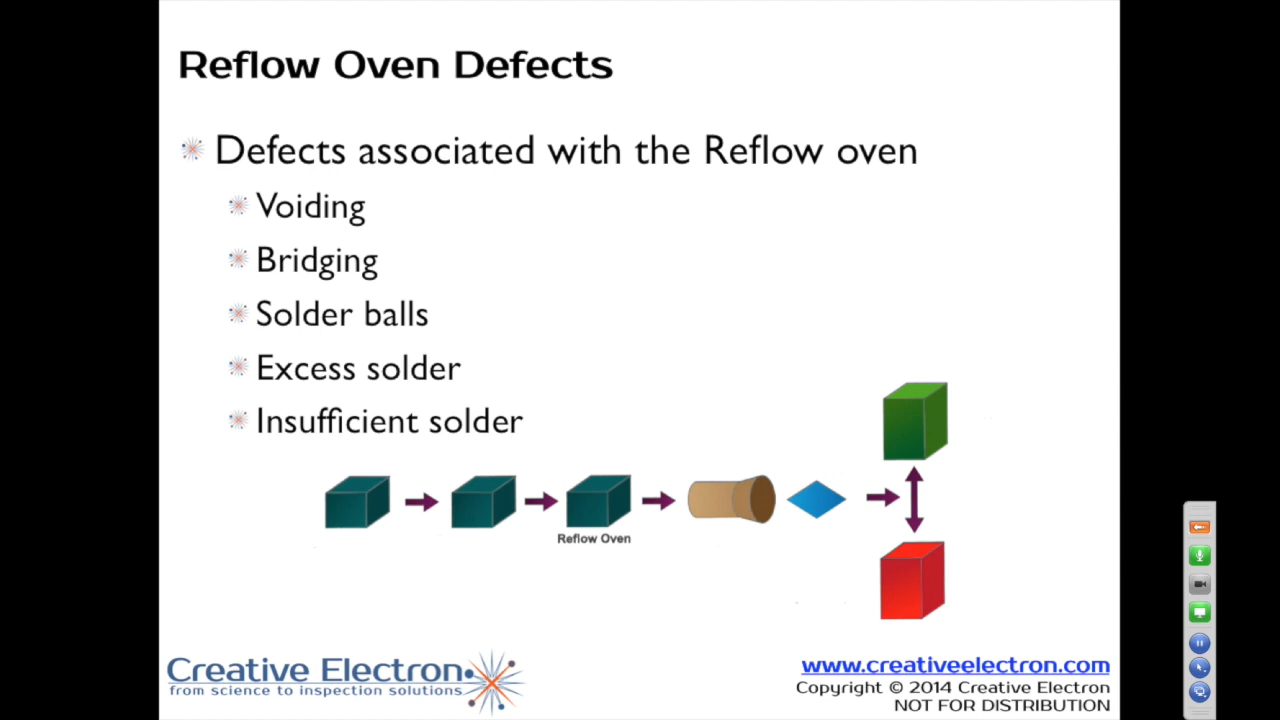 Reflow Oven Defects
Defects associated with the Reflow oven
Voiding
Bridging
Solder balls
Excess solder
Insufficient solder
Reflow Oven
Creative Electron
from science to inspection solutions
www.creativeelectron.com
Copyright © 2014 Creative Electron
NOT FOR DISTRIBUTION